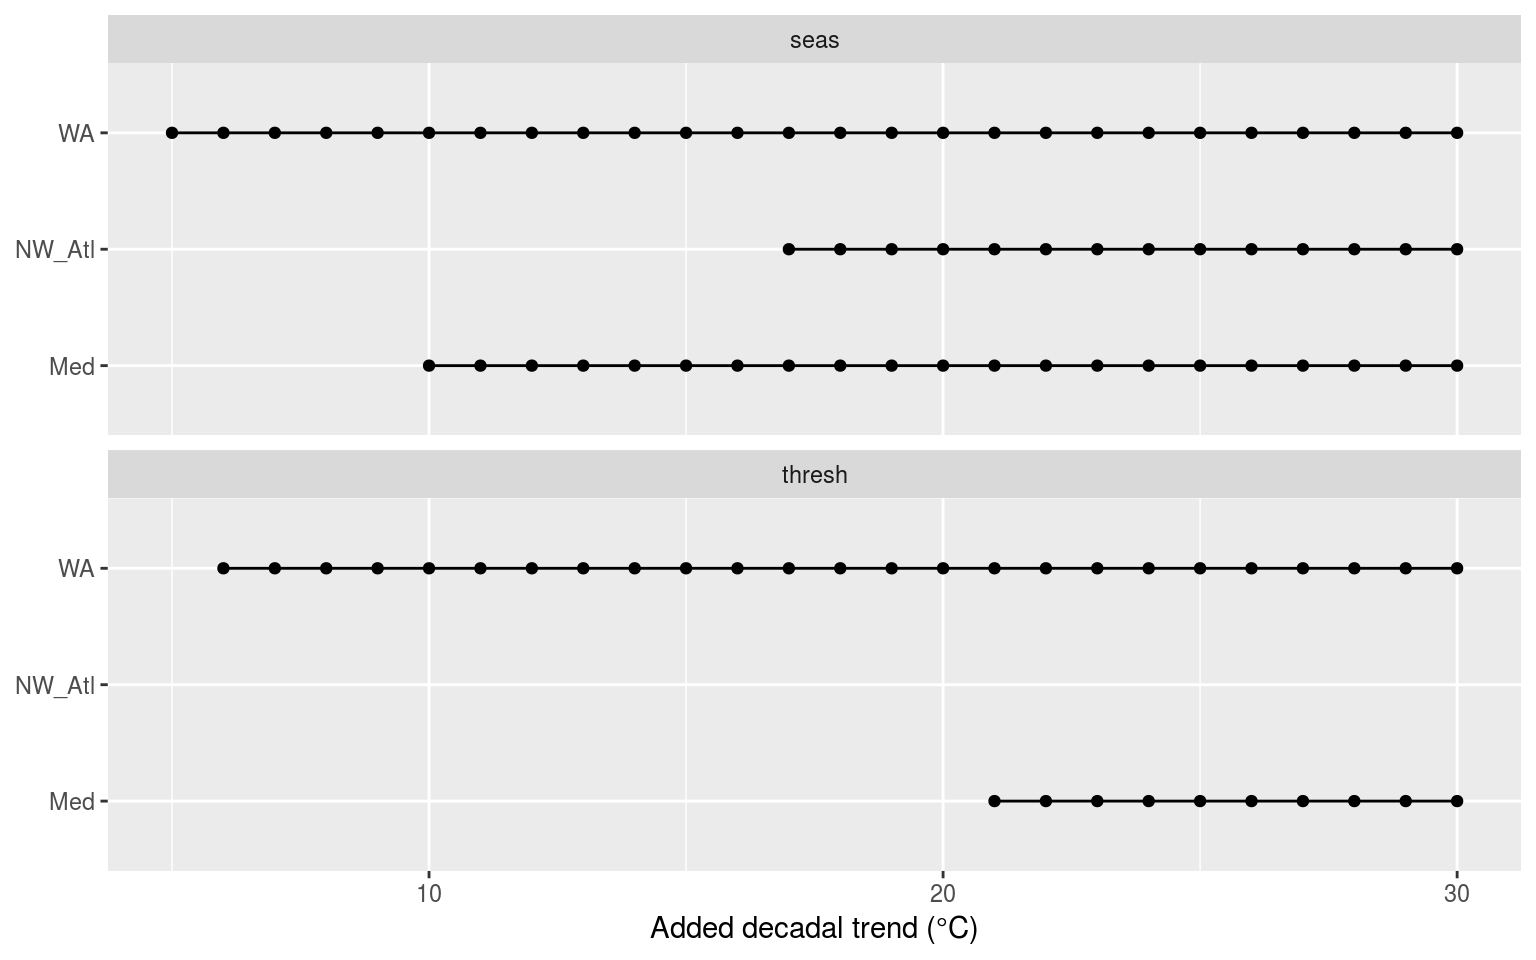 seas
WA
NW_Atl
Med
thresh
WA
NW_Atl
Med
10 20 30
Added decadal trend (°C)